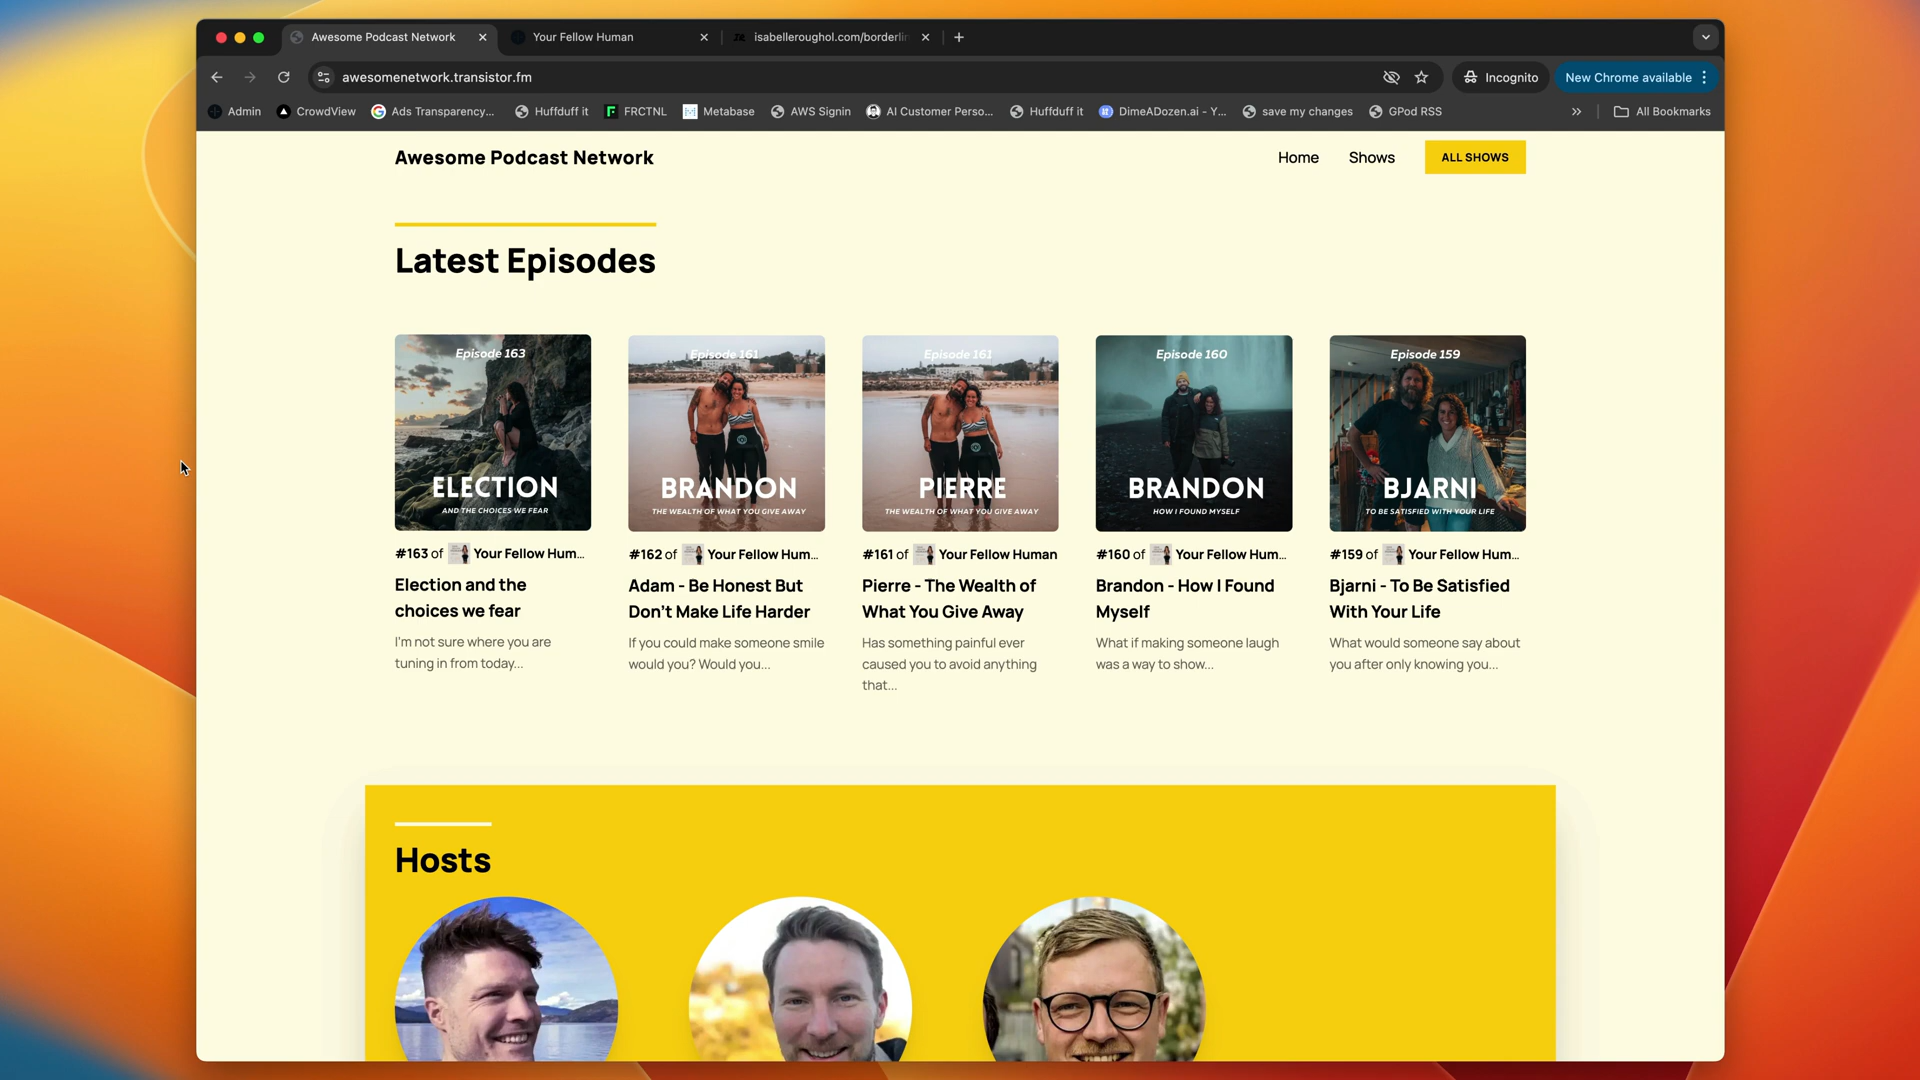 Awesome Podcast Network
Your Fellow Human
isabelleroughol.com/borderlin
awesomenetwork.transistor.fm
Incognito
New Chrome available
Admin
CrowdView
Ads Transparency...
Huffduff it
FRCTNL
Metabase
AWS Signin
AI Customer Perso...
Huffduff it
DimeADozen.ai - Y...
save my changes
GPod RSS
All Bookmarks
Awesome Podcast Network
Home
Shows
ALL SHOWS
Latest Episodes
Episode 163
ELECTION
AND THE CHOICES WE FEAR
#163 of Your Fellow Hum...
Election and the
choices we fear
I'm not sure where you are
tuning in from today...
Episode 161
BRANDON
THE WEALTH OF WHAT YOU GIVE AWAY
#162 of Your Fellow Hum...
Adam - Be Honest But
Don't Make Life Harder
If you could make someone smile
would you? Would you...
Episode 161
PIERRE
THE WEALTH OF WHAT YOU GIVE AWAY
#161 of Your Fellow Human
Pierre - The Wealth of
What You Give Away
Has something painful ever
caused you to avoid anything
that...
Episode 160
BRANDON
HOW I FOUND MYSELF
#160 of Your Fellow Hum...
Brandon - How I Found
Myself
What if making someone laugh
was a way to show...
Episode 159
BJARNI
TO BE SATISFIED WITH YOUR LIFE
#159 of Your Fellow Hum...
Bjarni - To Be Satisfied
With Your Life
What would someone say about
you after only knowing you...
Hosts